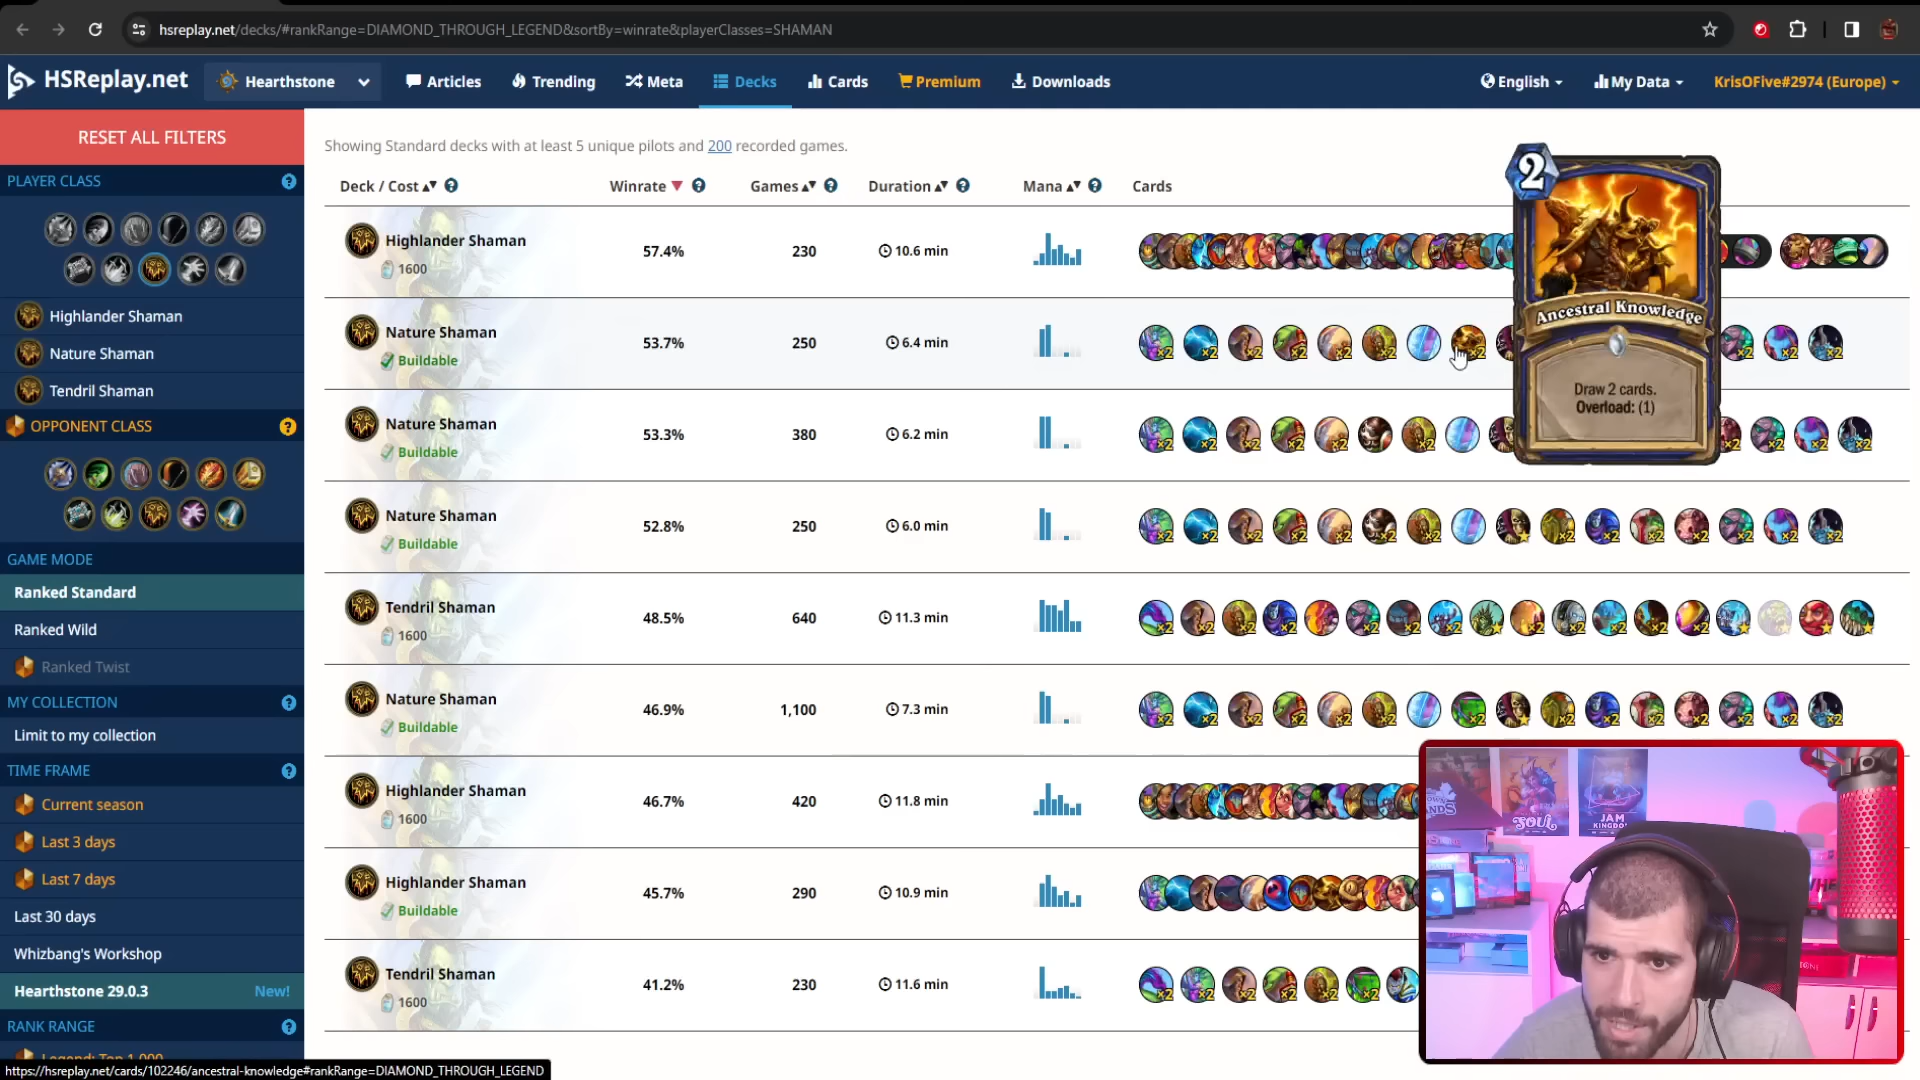 hsreplay.net/decks/#rankRange=DIAMOND_THROUGH_LEGEND&sortBy=winrate&playerClasses=SHAMAN
HSReplay.net Hearthstone Articles Trending Meta Decks Cards Premium Downloads English My Data KrisOFive#2974 (Europe)
RESET ALL FILTERS
PLAYER CLASS
Highlander Shaman
Nature Shaman
Tendril Shaman
OPPONENT CLASS
GAME MODE
Ranked Standard
Ranked Wild
Ranked Twist
MY COLLECTION
Limit to my collection
TIME FRAME
Current season
Last 3 days
Last 7 days
Last 30 days
Whizbang's Workshop
Hearthstone 29.0.3 New!
RANK RANGE
Legend: Top 1,000
https://hsreplay.net/cards/102246/ancestral-knowledge#rankRange=DIAMOND_THROUGH_LEGEND
Showing Standard decks with at least 5 unique pilots and 200 recorded games.
Deck / Cost Winrate Games Duration Mana Cards
Highlander Shaman 57.4% 230 10.6 min
1600
Nature Shaman 53.7% 250 6.4 min
Buildable
Nature Shaman 53.3% 380 6.2 min
Buildable
Nature Shaman 52.8% 250 6.0 min
Buildable
Tendril Shaman 48.5% 640 11.3 min
1600
Nature Shaman 46.9% 1,100 7.3 min
Buildable
Highlander Shaman 46.7% 420 11.8 min
1600
Highlander Shaman 45.7% 290 10.9 min
Buildable
Tendril Shaman 41.2% 230 11.6 min
1600
2
Ancestral Knowledge
Draw 2 cards.
Overload: (1)
SOUL
JAM